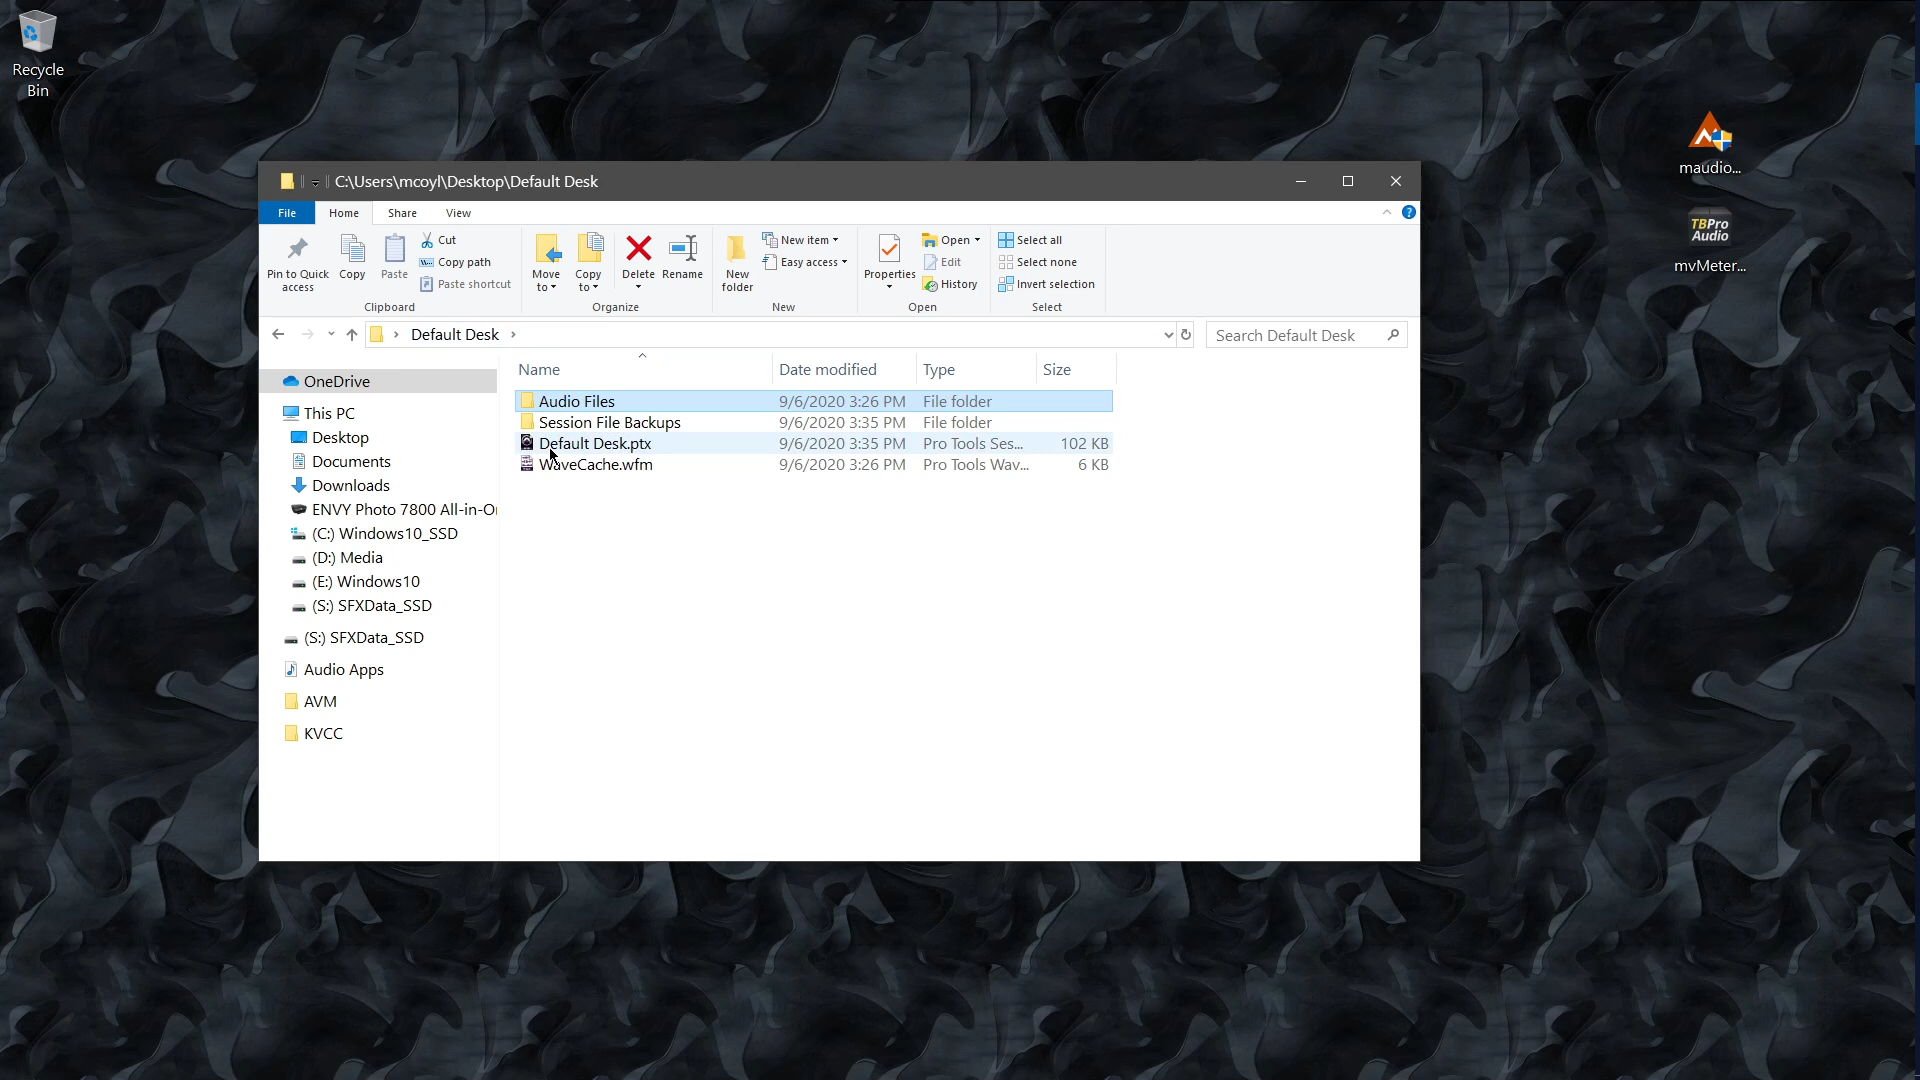 Recycle
Bin
maudio...
TBPro
Audio
mvMeter...
C:\Users\mcoyl\Desktop\Default Desk
File Home Share View
Pin to Quick
access
Copy
Paste
Cut
Copy path
Paste shortcut
Clipboard
Move
to
Copy
to
Delete
Rename
Organize
New
folder
New item
Easy access
New
Properties
Open
Edit
History
Open
Select all
Select none
Invert selection
Select
Default Desk
Search Default Desk
Name Date modified Type Size
Audio Files 9/6/2020 3:26 PM File folder
Session File Backups 9/6/2020 3:35 PM File folder
Default Desk.ptx 9/6/2020 3:35 PM Pro Tools Ses... 102 KB
WaveCache.wfm 9/6/2020 3:26 PM Pro Tools Wav... 6 KB
OneDrive
This PC
Desktop
Documents
Downloads
ENVY Photo 7800 All-in-O
(C:) Windows10_SSD
(D:) Media
(E:) Windows10
(S:) SFXData_SSD
(S:) SFXData_SSD
Audio Apps
AVM
KVCC